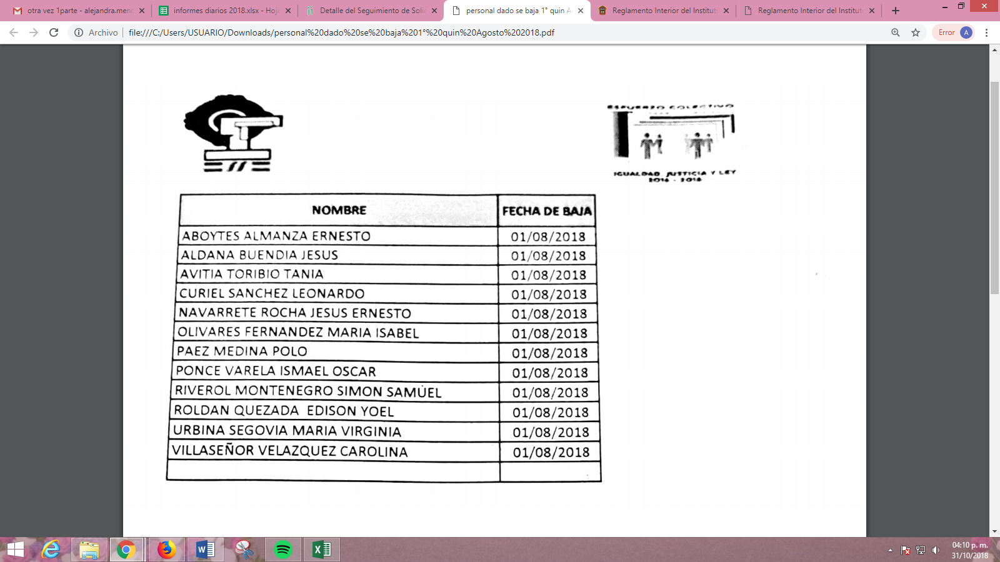 otra vez 1parte - alejandra.men
informes diarios 2018.xlsx - Hoj
Detalle del Seguimiento de Soli
personal dado se baja 1° quin A
Reglamento Interior del Institut
Reglamento Interior del Institut
Archivo
file:///C:/Users/USUARIO/Downloads/personal%20dado%20se%20baja%201°%20quin%20Agosto%202018.pdf
Error
A
ESFUERZO COLECTIVO
IGUALDAD, JUSTICIA Y LEY
2016 - 2018
NOMBRE FECHA DE BAJA
ABOYTES ALMANZA ERNESTO 01/08/2018
ALDANA BUENDIA JESUS 01/08/2018
AVITIA TORIBIO TANIA 01/08/2018
CURIEL SANCHEZ LEONARDO 01/08/2018
NAVARRETE ROCHA JESUS ERNESTO 01/08/2018
OLIVARES FERNANDEZ MARIA ISABEL 01/08/2018
PAEZ MEDINA POLO 01/08/2018
PONCE VARELA ISMAEL OSCAR 01/08/2018
RIVEROL MONTENEGRO SIMON SAMUEL 01/08/2018
ROLDAN QUEZADA EDISON YOEL 01/08/2018
URBINA SEGOVIA MARIA VIRGINIA 01/08/2018
VILLASEÑOR VELAZQUEZ CAROLINA 01/08/2018
04:10 p. m.
31/10/2018